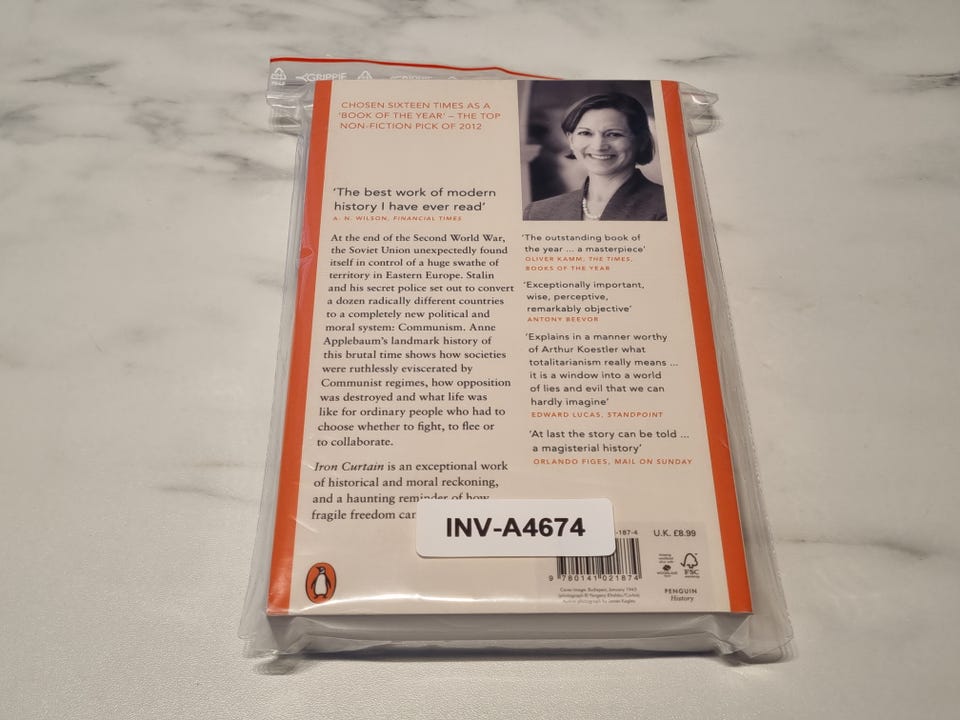 GRIPPIE
CHOSEN SIXTEEN TIMES AS A
'BOOK OF THE YEAR' – THE TOP
NON-FICTION PICK OF 2012
'The best work of modern
history I have ever read'
A. N. WILSON, FINANCIAL TIMES
At the end of the Second World War,
the Soviet Union unexpectedly found
itself in control of a huge swathe of
territory in Eastern Europe. Stalin
and his secret police set out to convert
a dozen radically different countries
to a completely new political and
moral system: Communism. Anne
Applebaum's landmark history of
this brutal time shows how societies
were ruthlessly eviscerated by
Communist regimes, how opposition
was destroyed and what life was
like for ordinary people who had to
choose whether to fight, to flee or
to collaborate.
Iron Curtain is an exceptional work
of historical and moral reckoning,
and a haunting reminder of how
fragile freedom can
'The outstanding book of
the year ... a masterpiece'
OLIVER KAMM, THE TIMES,
BOOKS OF THE YEAR
'Exceptionally important,
wise, perceptive,
remarkably objective'
ANTONY BEEVOR
'Explains in a manner worthy
of Arthur Koestler what
totalitarianism really means ...
it is a window into a world
of lies and evil that we can
hardly imagine'
EDWARD LUCAS, STANDPOINT
'At last the story can be told ...
a magisterial history'
ORLANDO FIGES, MAIL ON SUNDAY
INV-A4674
-187-4
U.K. £8.99
9 780141 021874
FSC
Cover image: Budapest, January 1945
PENGUIN
History